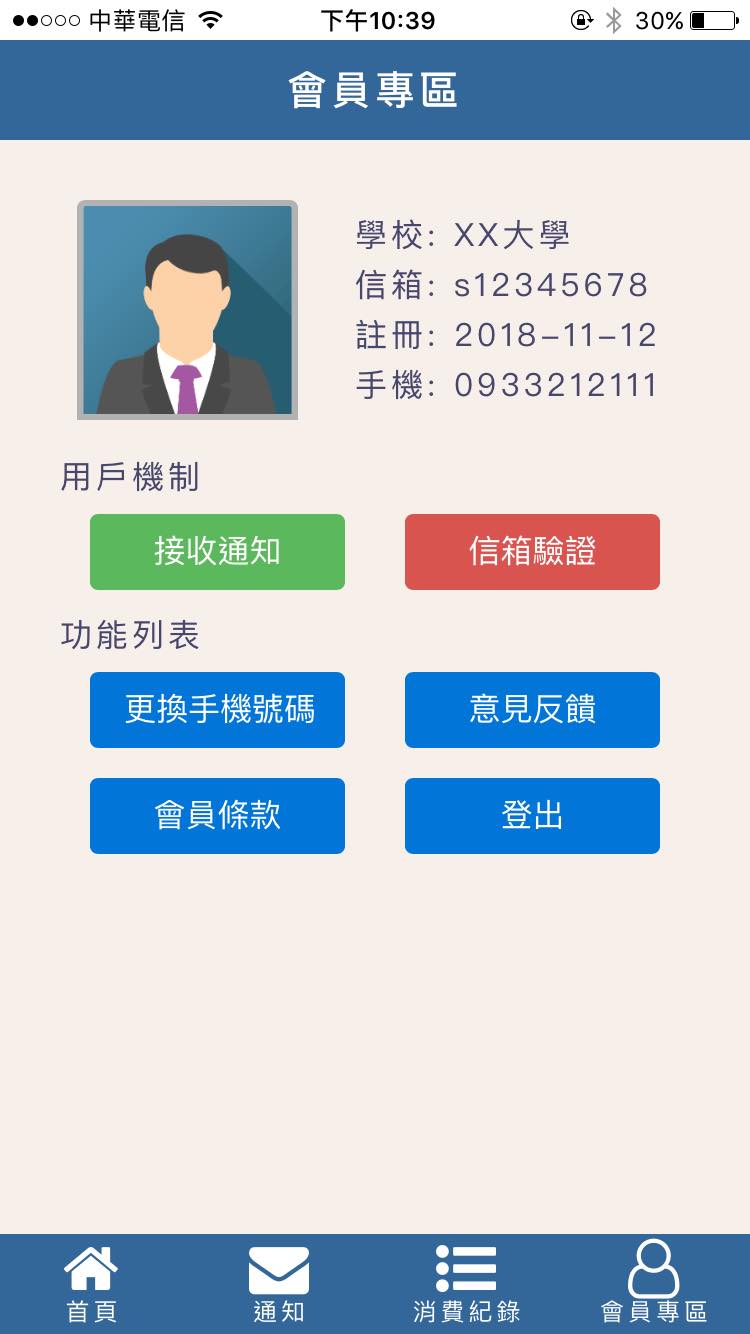 中華電信 下午10:39 30%
會員專區
學校: XX大學
信箱: s12345678
註冊: 2018-11-12
手機: 0933212111
用戶機制
接收通知 信箱驗證
功能列表
更換手機號碼 意見反饋
會員條款 登出
首頁 通知 消費紀錄 會員專區